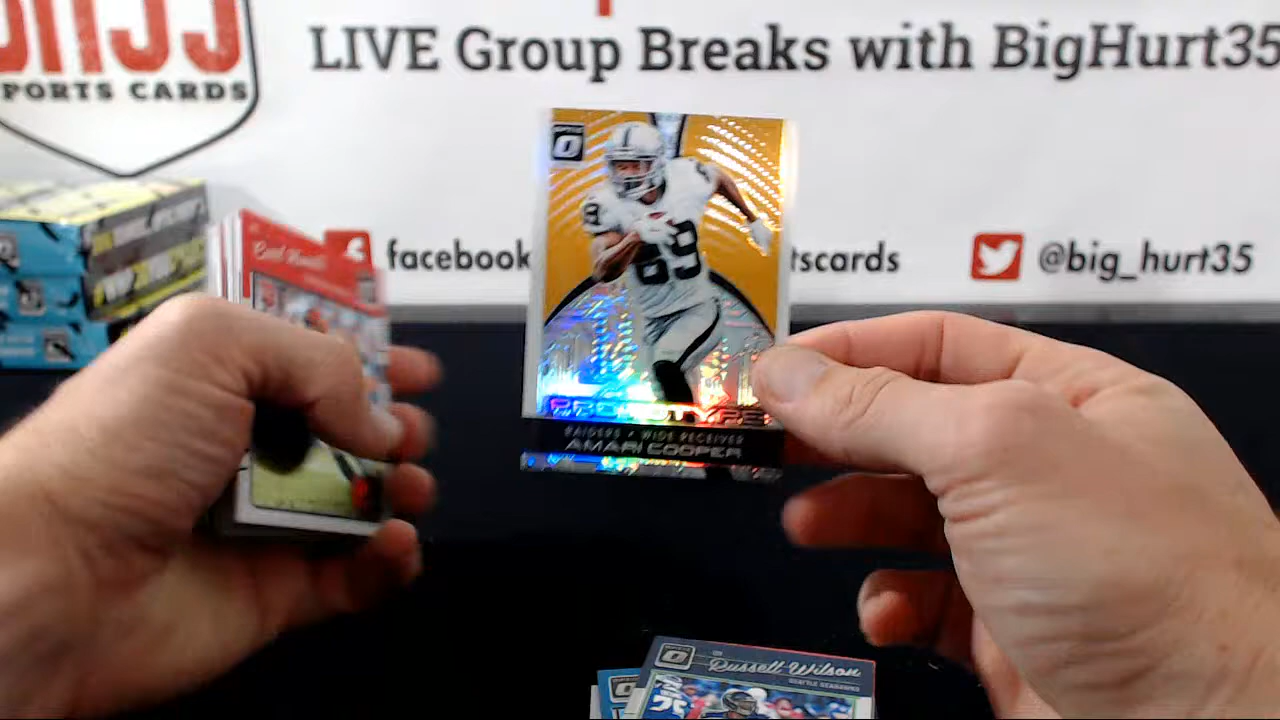 LIVE Group Breaks with BigHurt35
SPORTS CARDS
facebook
tscards
@big_hurt35
89
RAIDERS • WIDE RECEIVER
AMARI COOPER
Russell Wilson
SEATTLE SEAHAWKS